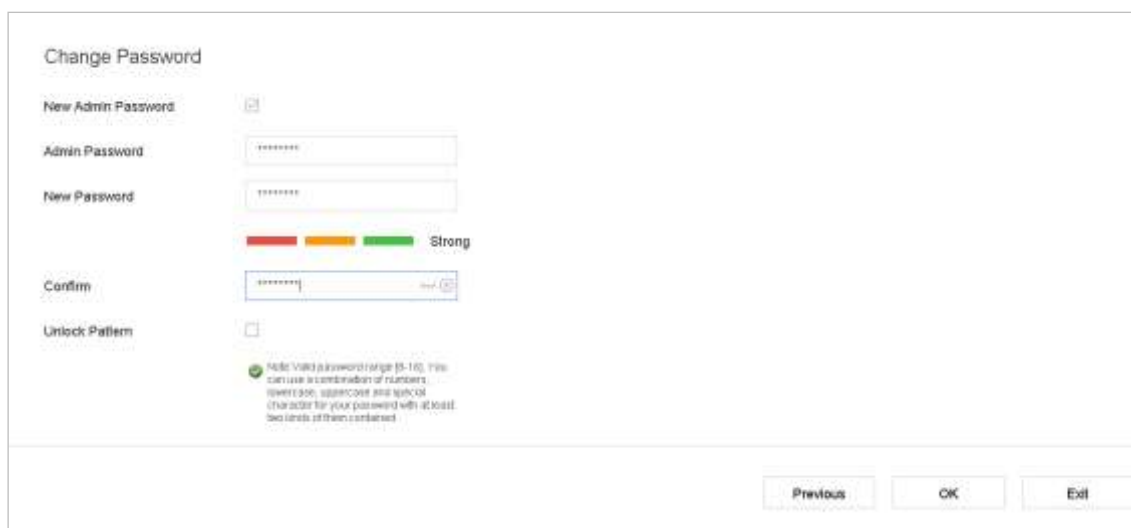 Change Password
New Admin Password
Admin Password ********
New Password ********
Strong
Confirm ********
Unlock Pattern
Note:Valid password range [8-16]. You
can use a combination of numbers,
lowercase, uppercase and special
character for your password with at least
two kinds of them contained.
Previous OK Exit